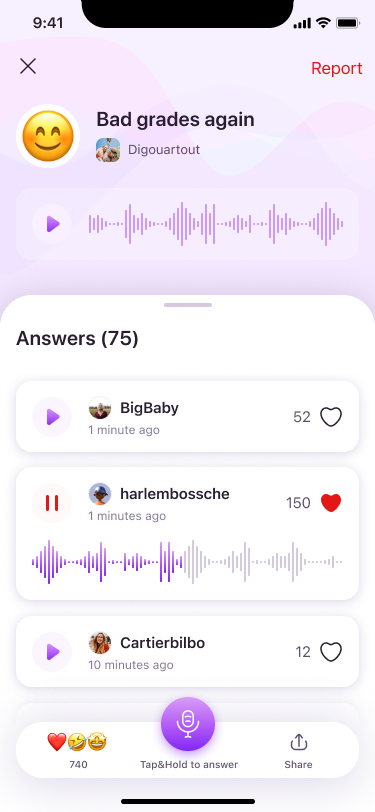 9:41
Report
Bad grades again
Digouartout
Answers (75)
BigBaby
52
1 minute ago
harlembossche
150
1 minutes ago
Cartierbilbo
12
10 minutes ago
740
Tap&Hold to answer
Share